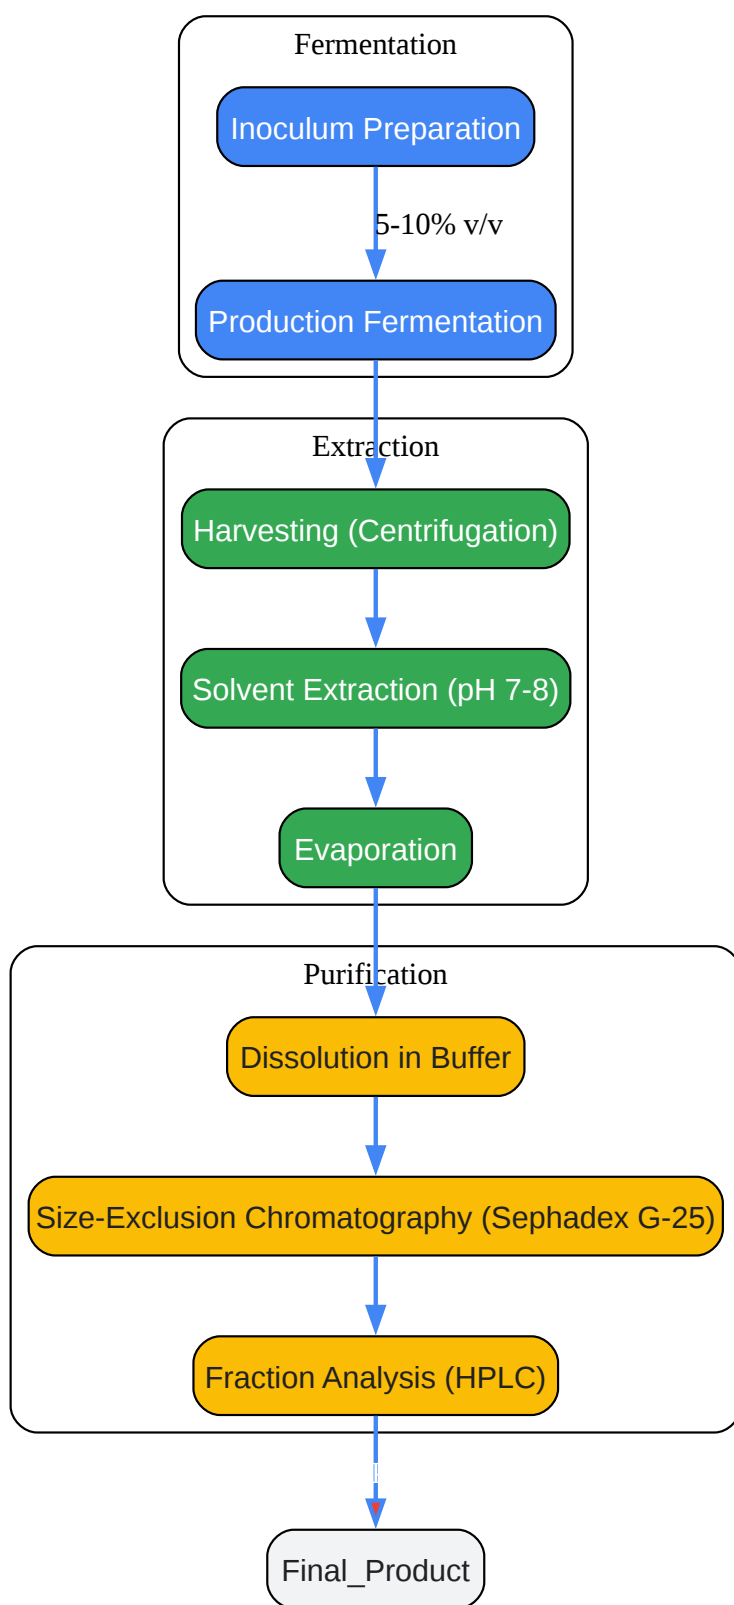 Fermentation
Inoculum Preparation
5-10% v/v
Production Fermentation
Extraction
Harvesting (Centrifugation)
Solvent Extraction (pH 7-8)
Evaporation
Purification
Dissolution in Buffer
Size-Exclusion Chromatography (Sephadex G-25)
Fraction Analysis (HPLC)
Final_Product